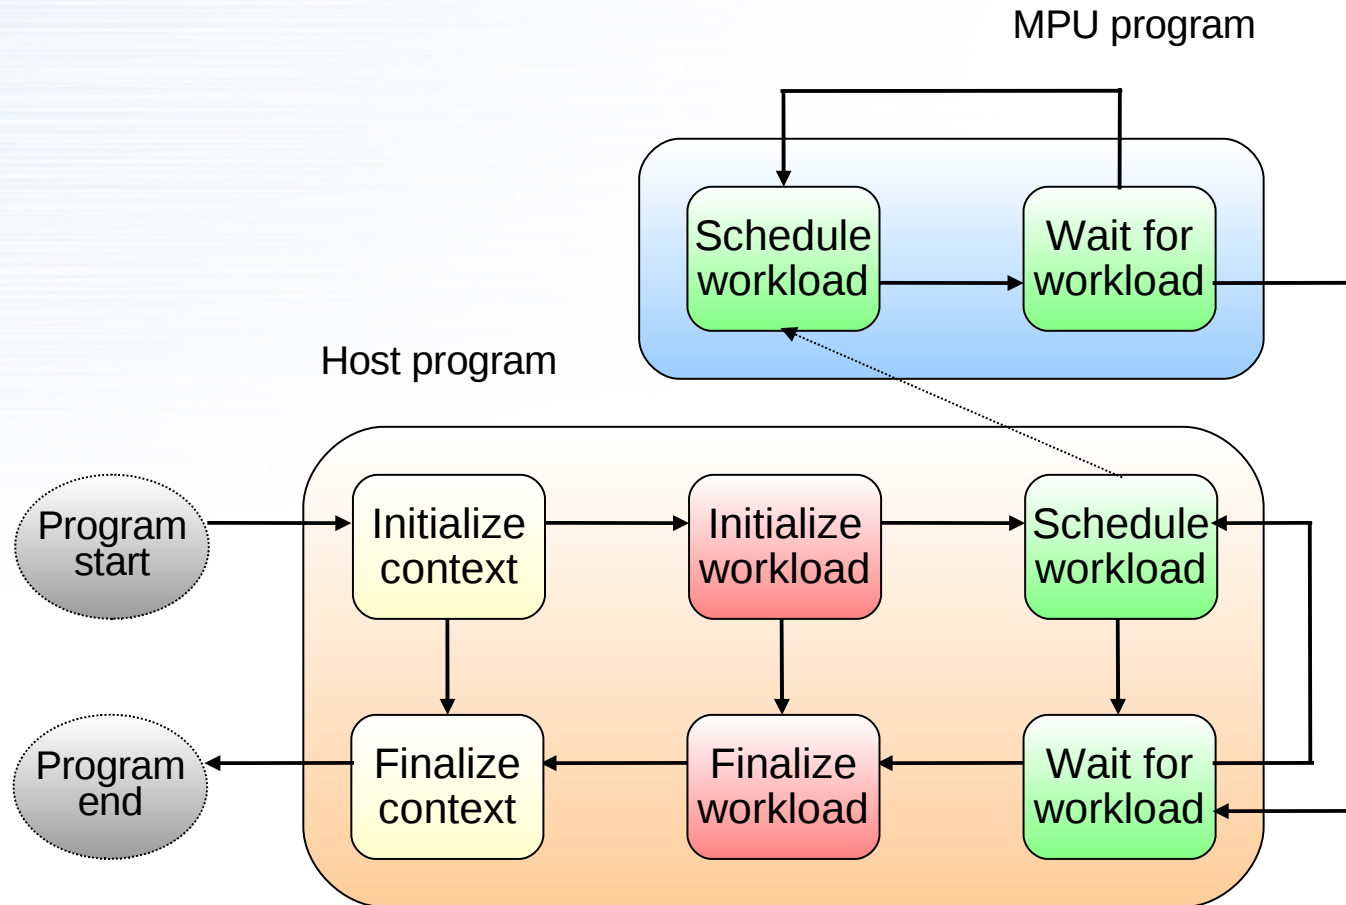 MPU program
Schedule
workload
Wait for
workload
Host program
Program
start
Initialize
context
Initialize
workload
Schedule
workload
Program
end
Finalize
context
Finalize
workload
Wait for
workload